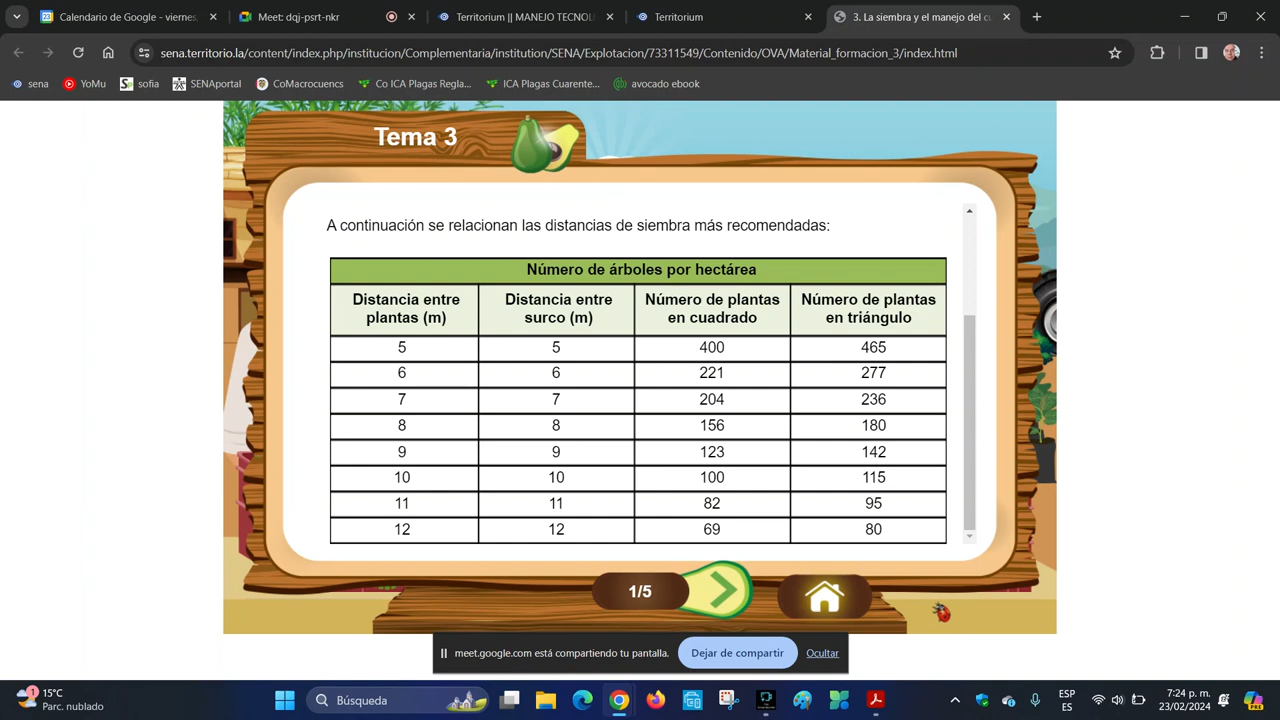 Calendario de Google - viernes,
Meet: dqj-psrt-nkr
Territorium || MANEJO TECNOL
Territorium
3. La siembra y el manejo del cu
sena.territorio.la/content/index.php/institucion/Complementaria/institution/SENA/Explotacion/73311549/Contenido/OVA/Material_formacion_3/index.html
sena
YoMu
sofia
SENAportal
CoMacrocuencs
Co ICA Plagas Regla...
ICA Plagas Cuarente...
avocado ebook
Tema 3
A continuación se relacionan las distancias de siembra más recomendadas:
Número de árboles por hectárea
Distancia entre plantas (m) Distancia entre surco (m) Número de plantas en cuadrado Número de plantas en triángulo
5 5 400 465
6 6 221 277
7 7 204 236
8 8 156 180
9 9 123 142
10 10 100 115
11 11 82 95
12 12 69 80
1/5
meet.google.com está compartiendo tu pantalla.
Dejar de compartir
Ocultar
1
15°C
Parc. nublado
Búsqueda
ESP
ES
7:24 p. m.
23/02/2024